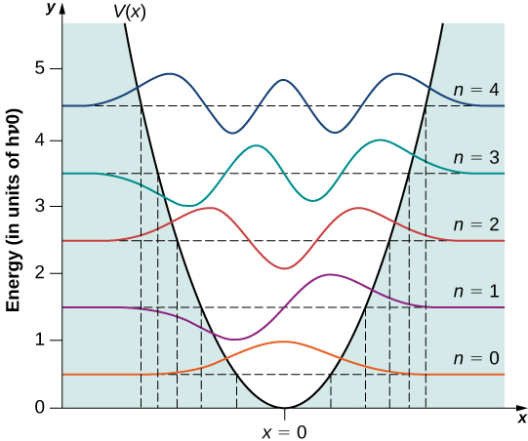 y
V(x)
5
n = 4
4
n = 3
3
n = 2
2
n = 1
1
n = 0
0
x
x = 0
Energy (in units of hν0)